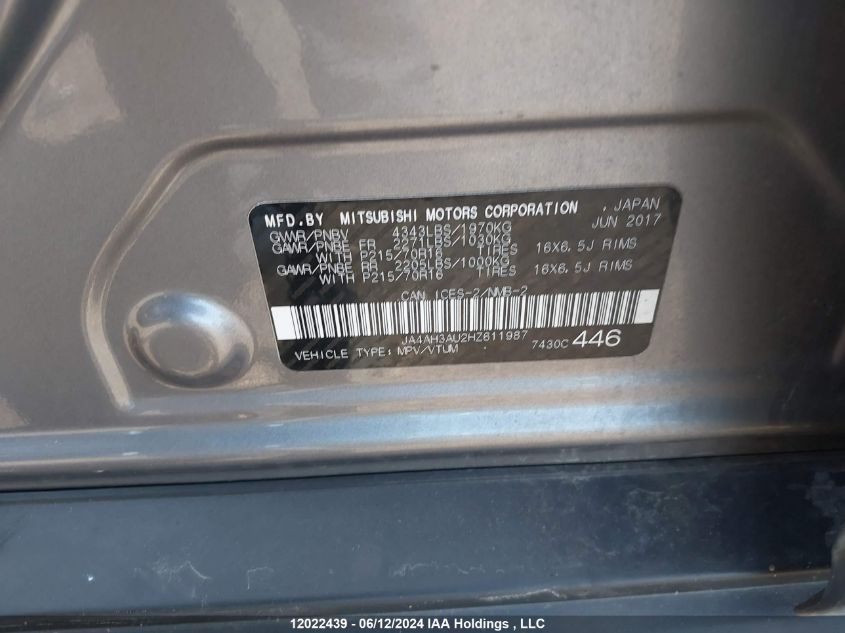 MFD.BY MITSUBISHI MOTORS CORPORATION , JAPAN
GVWR/PNBV 4343LBS/1970KG JUN 2017
GAWR/PNBE FR 2271LBS/1030KG
WITH P215/70R16 TIRES 16X6.5J RIMS
GAWR/PNBE RR 2205LBS/1000KG
WITH P215/70R16 TIRES 16X6.5J RIMS
CAN ICES-2/NMB-2
JA4AH3AU2HZ611987
VEHICLE TYPE: MPV/VTUM 7430C 446
12022439 - 06/12/2024 IAA Holdings , LLC